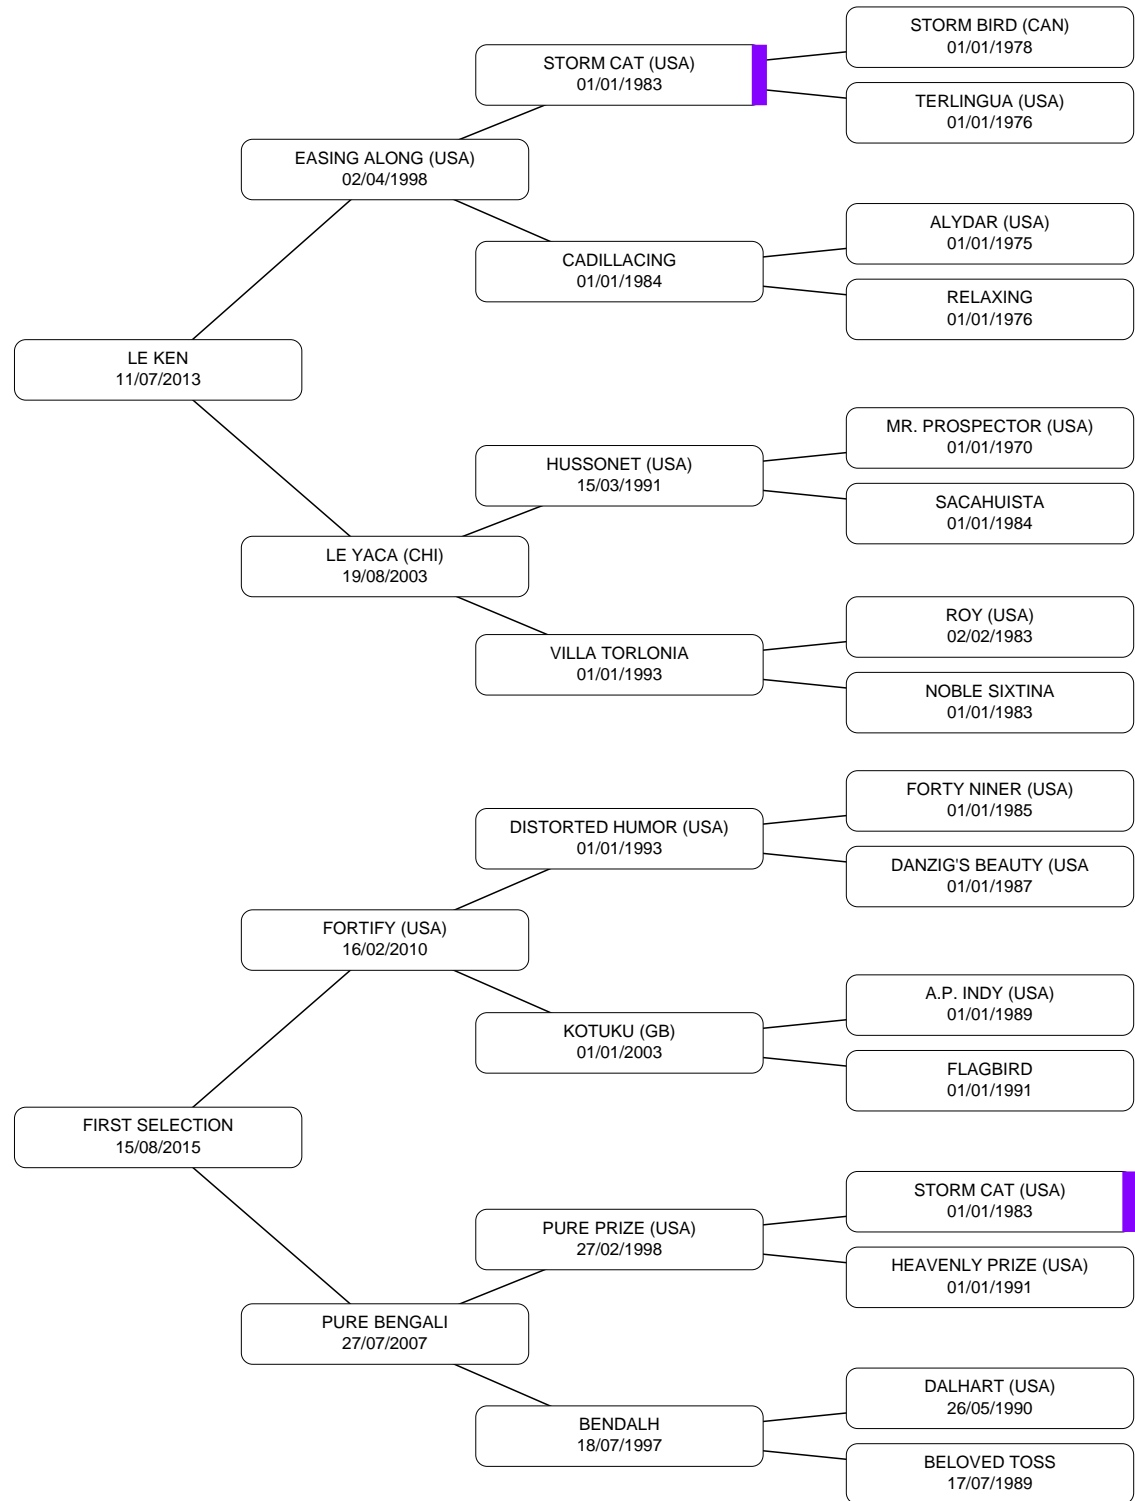 STORM BIRD (CAN)
01/01/1978
STORM CAT (USA)
01/01/1983
TERLINGUA (USA)
01/01/1976
EASING ALONG (USA)
02/04/1998
ALYDAR (USA)
01/01/1975
CADILLACING
01/01/1984
RELAXING
01/01/1976
LE KEN
11/07/2013
MR. PROSPECTOR (USA)
01/01/1970
HUSSONET (USA)
15/03/1991
SACAHUISTA
01/01/1984
LE YACA (CHI)
19/08/2003
ROY (USA)
02/02/1983
VILLA TORLONIA
01/01/1993
NOBLE SIXTINA
01/01/1983
FORTY NINER (USA)
01/01/1985
DISTORTED HUMOR (USA)
01/01/1993
DANZIG'S BEAUTY (USA
01/01/1987
FORTIFY (USA)
16/02/2010
A.P. INDY (USA)
01/01/1989
KOTUKU (GB)
01/01/2003
FLAGBIRD
01/01/1991
FIRST SELECTION
15/08/2015
STORM CAT (USA)
01/01/1983
PURE PRIZE (USA)
27/02/1998
HEAVENLY PRIZE (USA)
01/01/1991
PURE BENGALI
27/07/2007
DALHART (USA)
26/05/1990
BENDALH
18/07/1997
BELOVED TOSS
17/07/1989